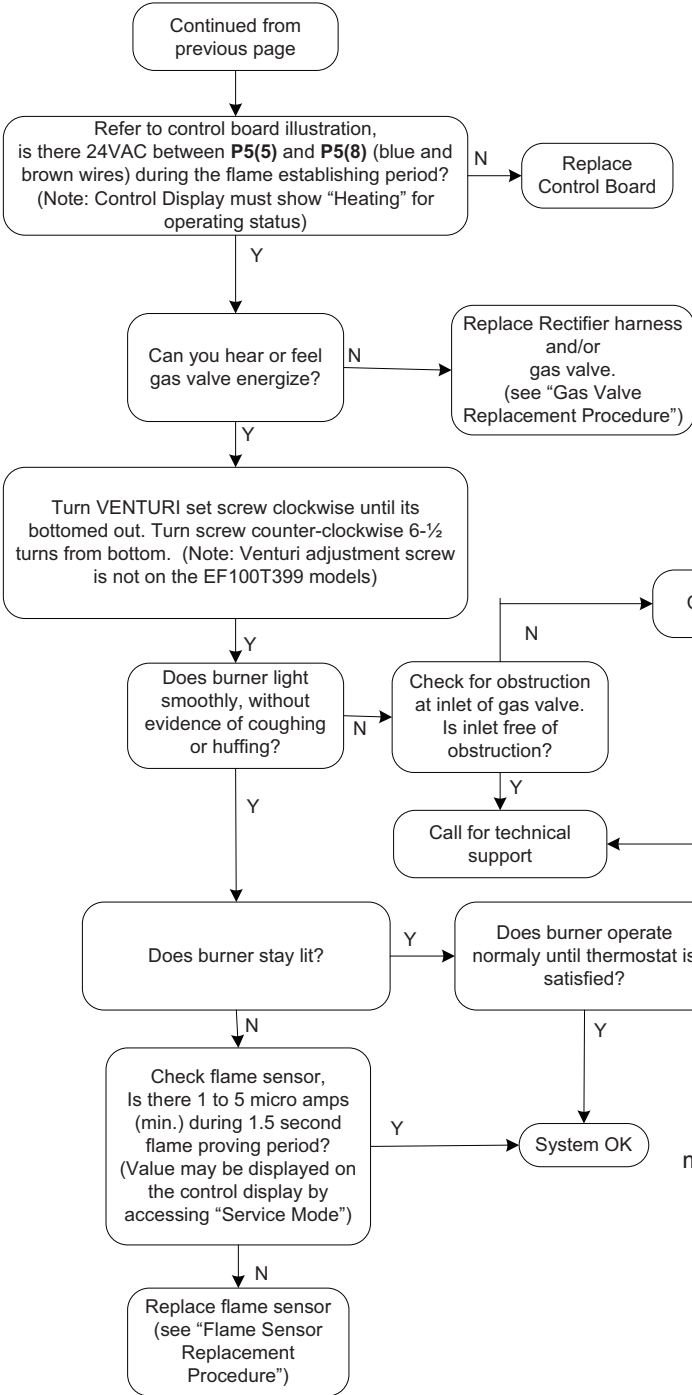 Continued from
previous page
Refer to control board illustration,
is there 24VAC between P5(5) and P5(8) (blue and
brown wires) during the flame establishing period?
(Note: Control Display must show “Heating” for
operating status)
N
Replace
Control Board
Y
Can you hear or feel
gas valve energize?
N
Replace Rectifier harness
and/or
gas valve.
(see “Gas Valve
Replacement Procedure”)
Y
Turn VENTURI set screw clockwise until its
bottomed out. Turn screw counter-clockwise 6-½
turns from bottom. (Note: Venturi adjustment screw
is not on the EF100T399 models)
Y
Does burner light
smoothly, without
evidence of coughing
or huffing?
N
Check for obstruction
at inlet of gas valve.
Is inlet free of
obstruction?
N
Y
Call for technical
support
Y
Does burner stay lit?
Y
Does burner operate
normaly until thermostat is
satisfied?
N
Y
Check flame sensor,
Is there 1 to 5 micro amps
(min.) during 1.5 second
flame proving period?
(Value may be displayed on
the control display by
accessing “Service Mode”)
Y
System OK
N
Replace flame sensor
(see “Flame Sensor
Replacement
Procedure”)